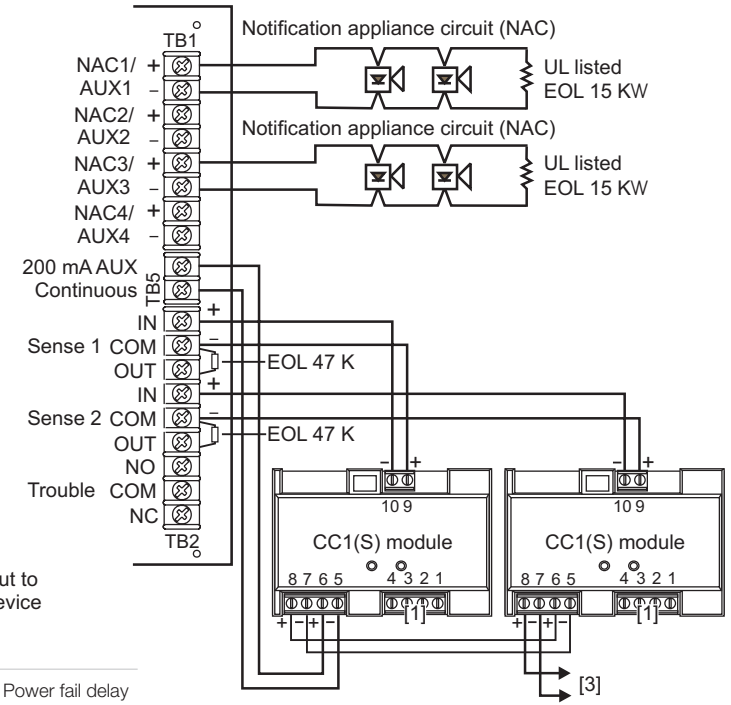 TB1
Notification appliance circuit (NAC)
NAC1/ +
AUX1 –
UL listed
EOL 15 KW
NAC2/ +
AUX2 –
Notification appliance circuit (NAC)
NAC3/ +
AUX3 –
UL listed
EOL 15 KW
NAC4/ +
AUX4 –
200 mA AUX
Continuous
TB5
IN +
Sense 1 COM –
OUT
EOL 47 K
IN +
Sense 2 COM –
OUT
EOL 47 K
NO
Trouble COM
NC
TB2
– +
10 9
CC1(S) module
8 7 6 5 4 3 2 1
[1]
+ – + –
– +
10 9
CC1(S) module
8 7 6 5 4 3 2 1
[1]
+ – + –
[3]
ut to
evice
Power fail delay